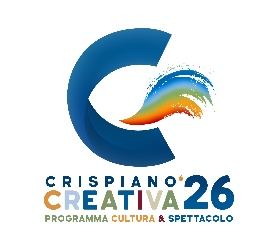 CRISPIANO'26
CREATIVA
PROGRAMMA CULTURA & SPETTACOLO